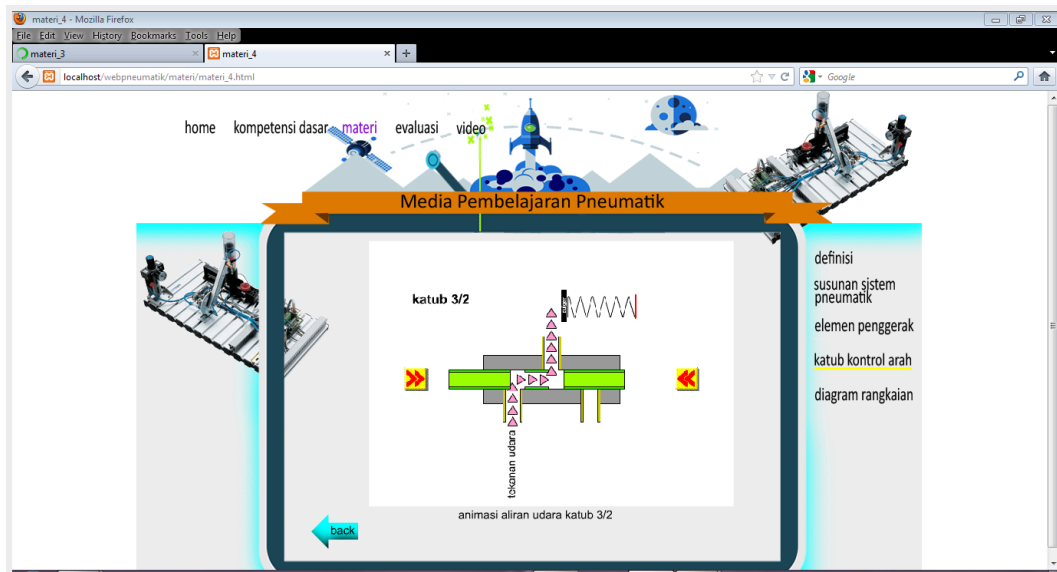 materi_4 - Mozilla Firefox
File Edit View History Bookmarks Tools Help
materi_3
materi_4
localhost/webpneumatik/materi/materi_4.html
Google
home kompetensi dasar materi evaluasi video
Media Pembelajaran Pneumatik
definisi
susunan sistem
pneumatik
elemen penggerak
katub kontrol arah
diagram rangkaian
katub 3/2
tekanan udara
animasi aliran udara katub 3/2
back